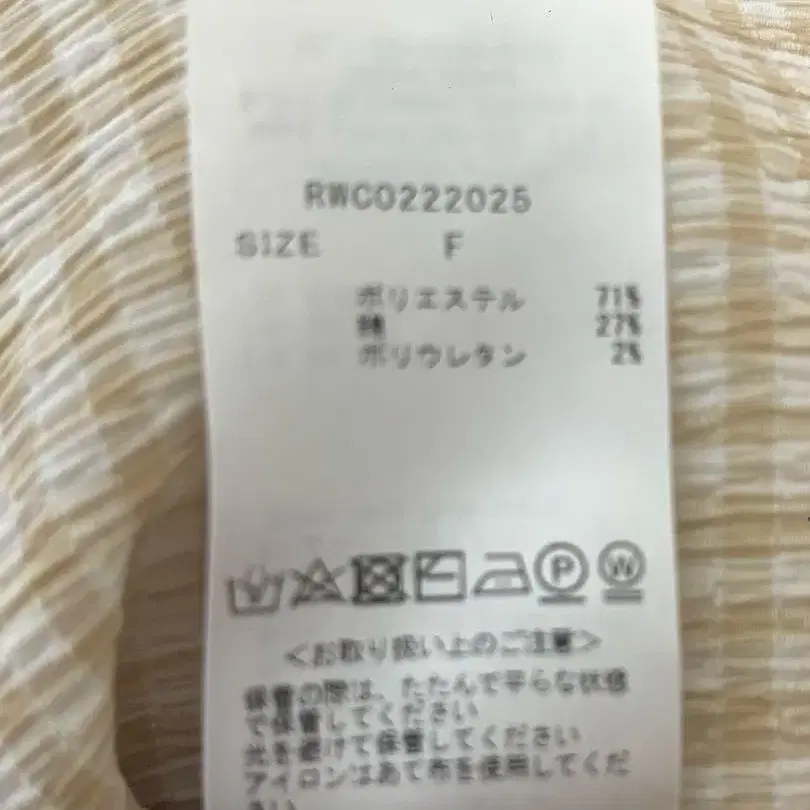 RWC0222025
SIZE F
ポリエステル 71%
綿 27%
ポリウレタン 2%
P W
＜お取り扱い上のご注意＞
保管の際は、たたんで平らな状態
で保管してください
光を避けて保管してください
アイロンはあて布を使用してくだ
さい